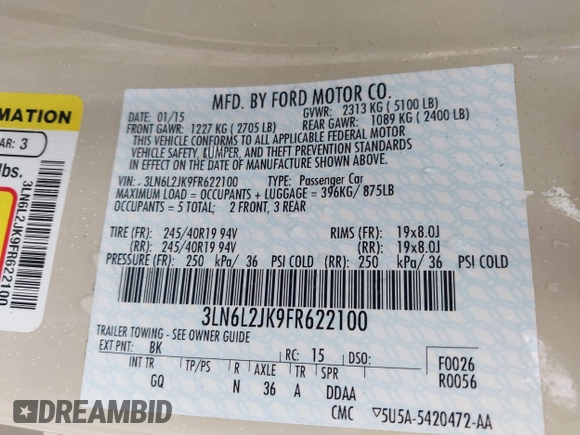 MFD. BY FORD MOTOR CO.
DATE: 01/15 GVWR: 2313 KG ( 5100 LB)
FRONT GAWR: 1227 KG ( 2705 LB) REAR GAWR: 1089 KG ( 2400 LB)
THIS VEHICLE CONFORMS TO ALL APPLICABLE FEDERAL MOTOR
VEHICLE SAFETY, BUMPER, AND THEFT PREVENTION STANDARDS
IN EFFECT ON THE DATE OF MANUFACTURE SHOWN ABOVE.
VIN: 3LN6L2JK9FR622100 TYPE: Passenger Car
MAXIMUM LOAD = OCCUPANTS + LUGGAGE = 396KG/ 875LB
OCCUPANTS = 5 TOTAL; 2 FRONT, 3 REAR
TIRE (FR): 245/40R19 94V RIMS (FR): 19x8.0J
(RR): 245/40R19 94V (RR): 19x8.0J
PRESSURE (FR): 250 kPa/ 36 PSI COLD (RR): 250 kPa/ 36 PSI COLD
3LN6L2JK9FR622100
TRAILER TOWING - SEE OWNER GUIDE
EXT PNT: BK RC: 15 DSO: F0026
INT TR TP/PS R AXLE TR SPR R0056
GQ N 36 A DDAA
CMC ▽5U5A-5420472-AA
RMATION
AR: 3
lbs.
3LN6L2JK9FR622100
DREAMBID